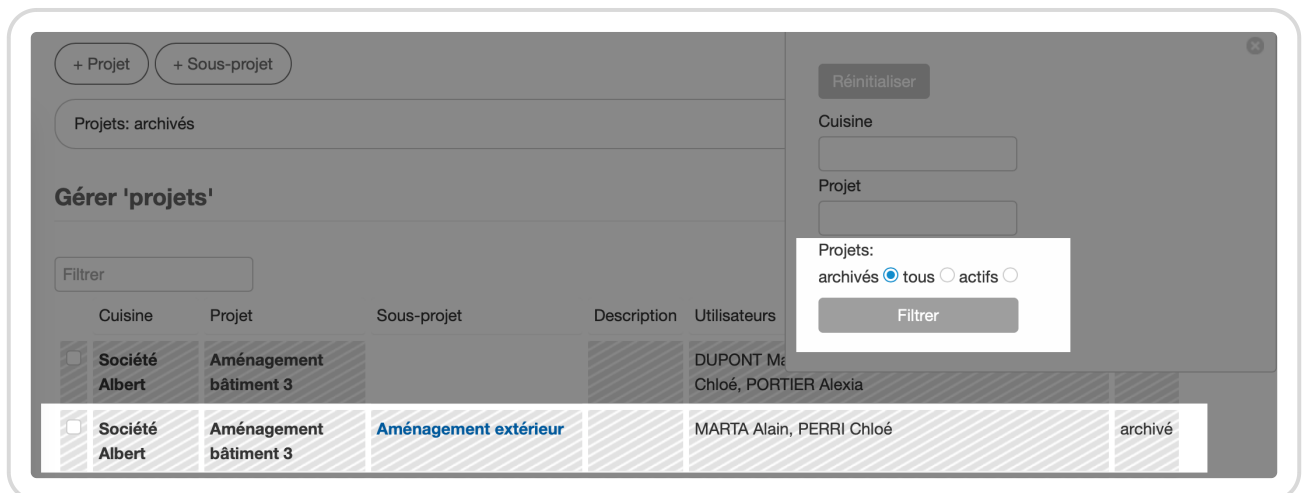 + Projet + Sous-projet
Projets: archivés
Gérer 'projets'
Filtrer
Cuisine Projet Sous-projet Description Utilisateurs
Société Aménagement DUPONT
Albert bâtiment 3 Chloé, PORTIER Alexia
Société Aménagement Aménagement extérieur MARTA Alain, PERRI Chloé archivé
Albert bâtiment 3
Réinitialiser
Cuisine
Projet
Projets:
archivés tous actifs
Filtrer